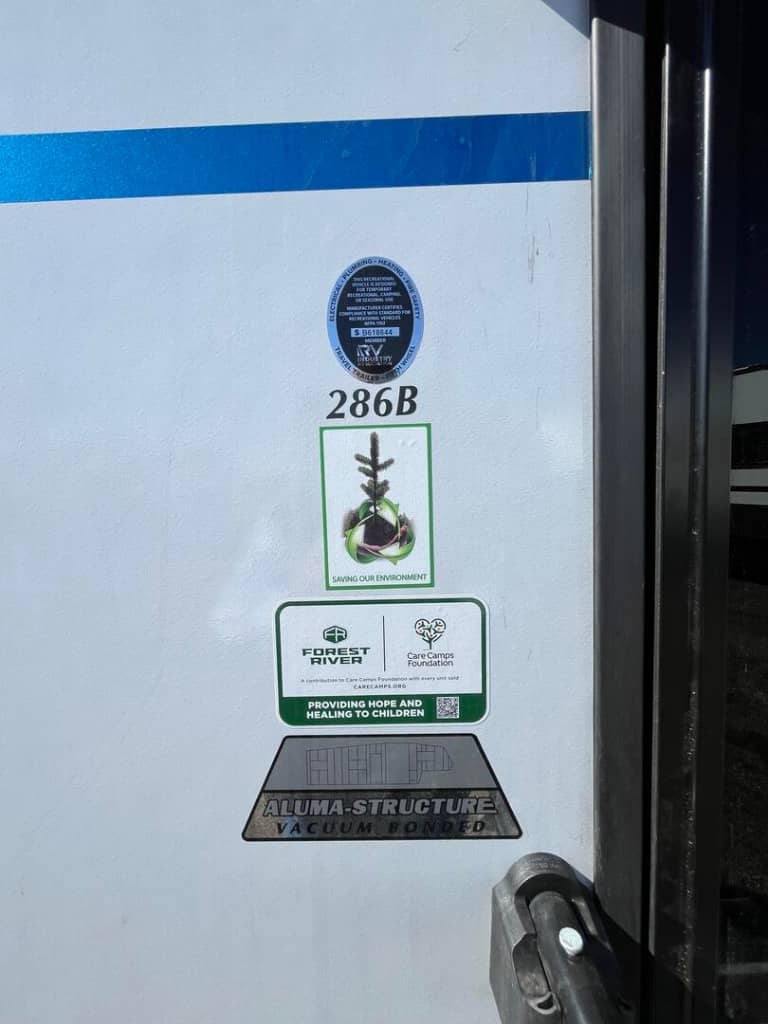 ELECTRICAL • PLUMBING • HEATING • FIRE SAFETY
THIS RECREATIONAL
VEHICLE IS DESIGNED
FOR TEMPORARY
RECREATIONAL, CAMPING,
OR SEASONAL USE
MANUFACTURER CERTIFIES
COMPLIANCE WITH STANDARD FOR
RECREATIONAL VEHICLES
NFPA 1192
MEMBER
RV
INDUSTRY
ASSOCIATION
TRAVEL TRAILER •
WHEEL
286B
SAVING OUR ENVIRONMENT
FR
FOREST
RIVER
Care Camps
Foundation
A contribution to Care Camps Foundation with every unit sold
CARECAMPS.ORG
PROVIDING HOPE AND
HEALING TO CHILDREN
ALUMA-STRUCTURE
VACUUM BONDED